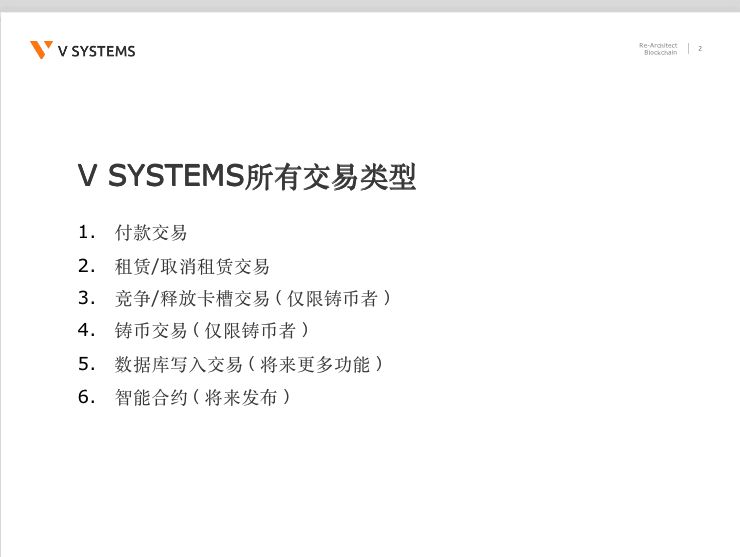 V SYSTEMS
Re-Architect
Blockchain
2
V SYSTEMS所有交易类型
1. 付款交易
2. 租赁/取消租赁交易
3. 竞争/释放卡槽交易 ( 仅限铸币者 )
4. 铸币交易 ( 仅限铸币者 )
5. 数据库写入交易 ( 将来更多功能 )
6. 智能合约 ( 将来发布 )